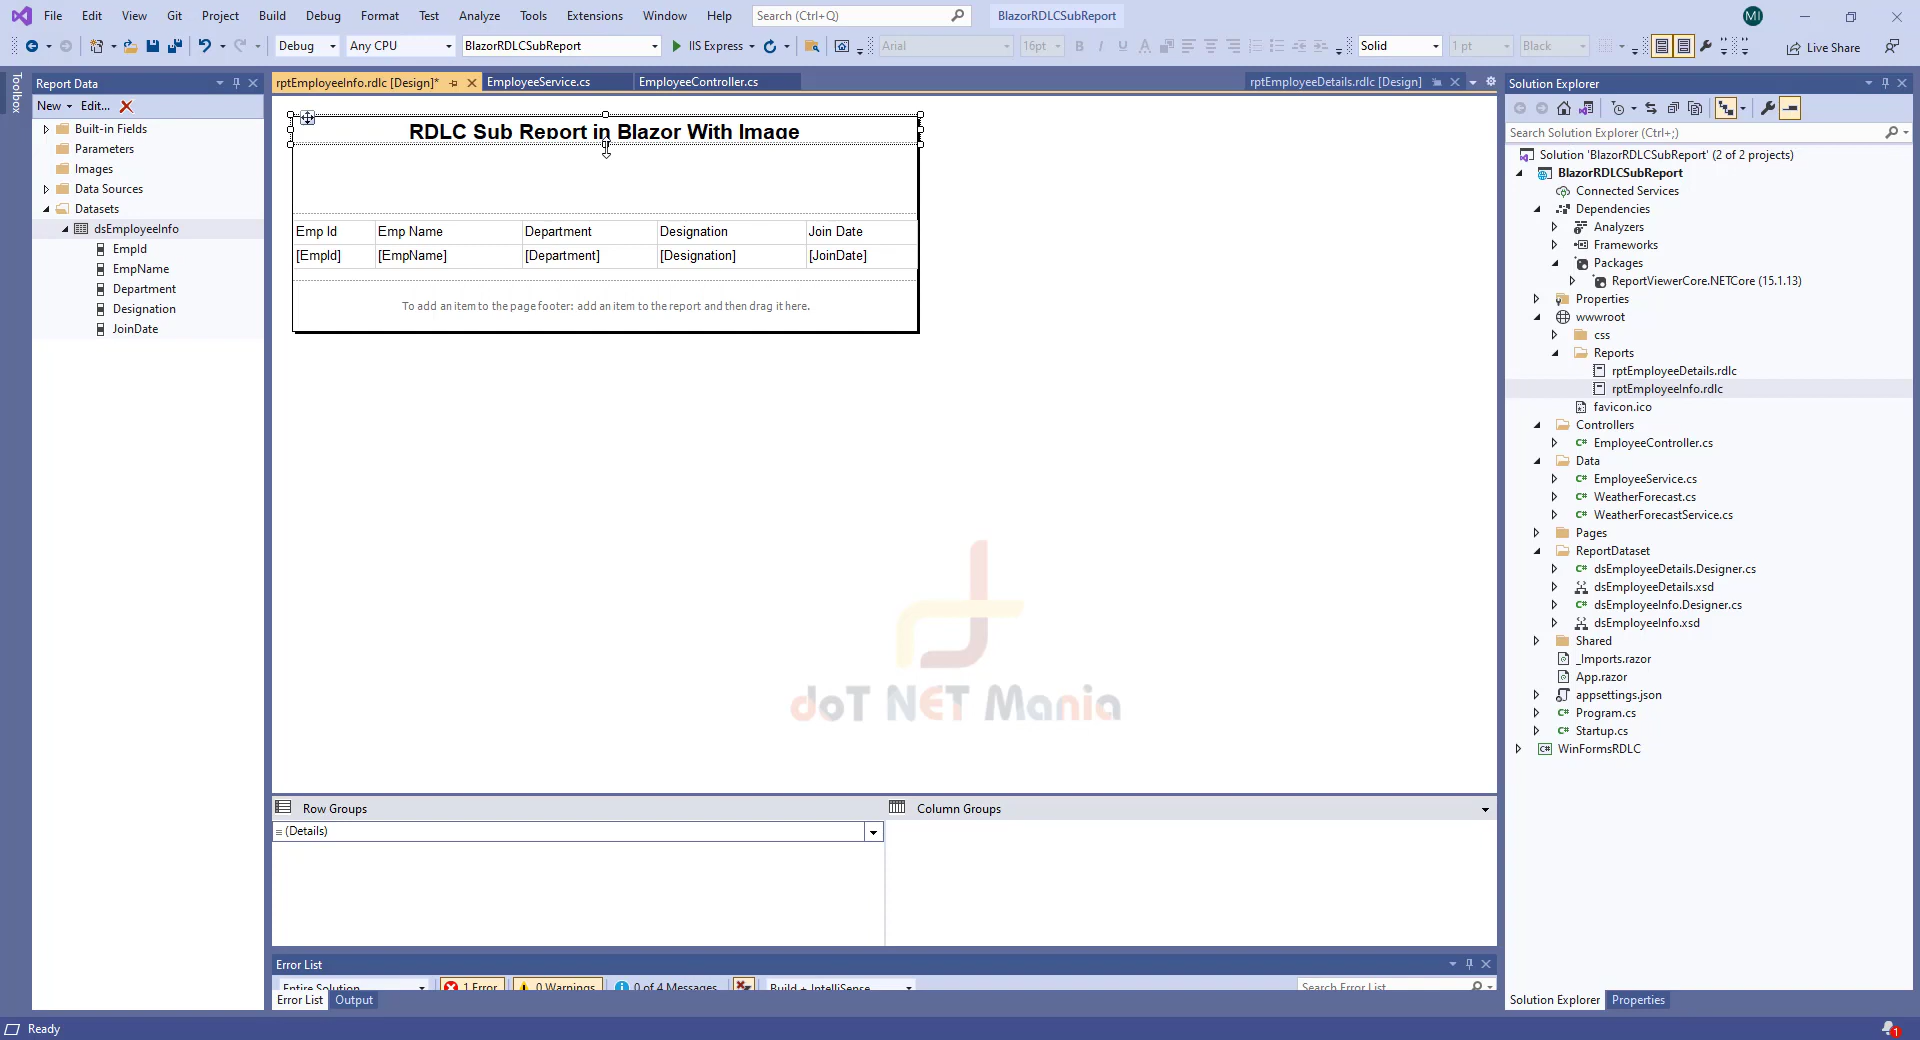 File Edit View Git Project Build Debug Format Test Analyze Tools Extensions Window Help Search (Ctrl+Q) BlazorRDLCSubReport MI
Debug Any CPU BlazorRDLCSubReport IIS Express Arial 16pt B I U A Solid 1 pt Black Live Share
Toolbox
Report Data
New Edit...
Built-in Fields
Parameters
Images
Data Sources
Datasets
dsEmployeeInfo
EmpId
EmpName
Department
Designation
JoinDate
rptEmployeeInfo.rdlc [Design]* EmployeeService.cs EmployeeController.cs rptEmployeeDetails.rdlc [Design]
RDLC Sub Report in Blazor With Image
Emp Id Emp Name Department Designation Join Date
[EmpId] [EmpName] [Department] [Designation] [JoinDate]
To add an item to the page footer: add an item to the report and then drag it here.
doT NET Mania
Row Groups Column Groups
(Details)
Error List
Entire Solution 1 Error 0 Warnings 0 of 4 Messages Build + IntelliSense Search Error List
Error List Output
Solution Explorer
Search Solution Explorer (Ctrl+;)
Solution 'BlazorRDLCSubReport' (2 of 2 projects)
BlazorRDLCSubReport
Connected Services
Dependencies
Analyzers
Frameworks
Packages
ReportViewerCore.NETCore (15.1.13)
Properties
wwwroot
css
Reports
rptEmployeeDetails.rdlc
rptEmployeeInfo.rdlc
favicon.ico
Controllers
C# EmployeeController.cs
Data
C# EmployeeService.cs
C# WeatherForecast.cs
C# WeatherForecastService.cs
Pages
ReportDataset
C# dsEmployeeDetails.Designer.cs
dsEmployeeDetails.xsd
C# dsEmployeeInfo.Designer.cs
dsEmployeeInfo.xsd
Shared
_Imports.razor
App.razor
appsettings.json
C# Program.cs
C# Startup.cs
C# WinFormsRDLC
Solution Explorer Properties
Ready 1